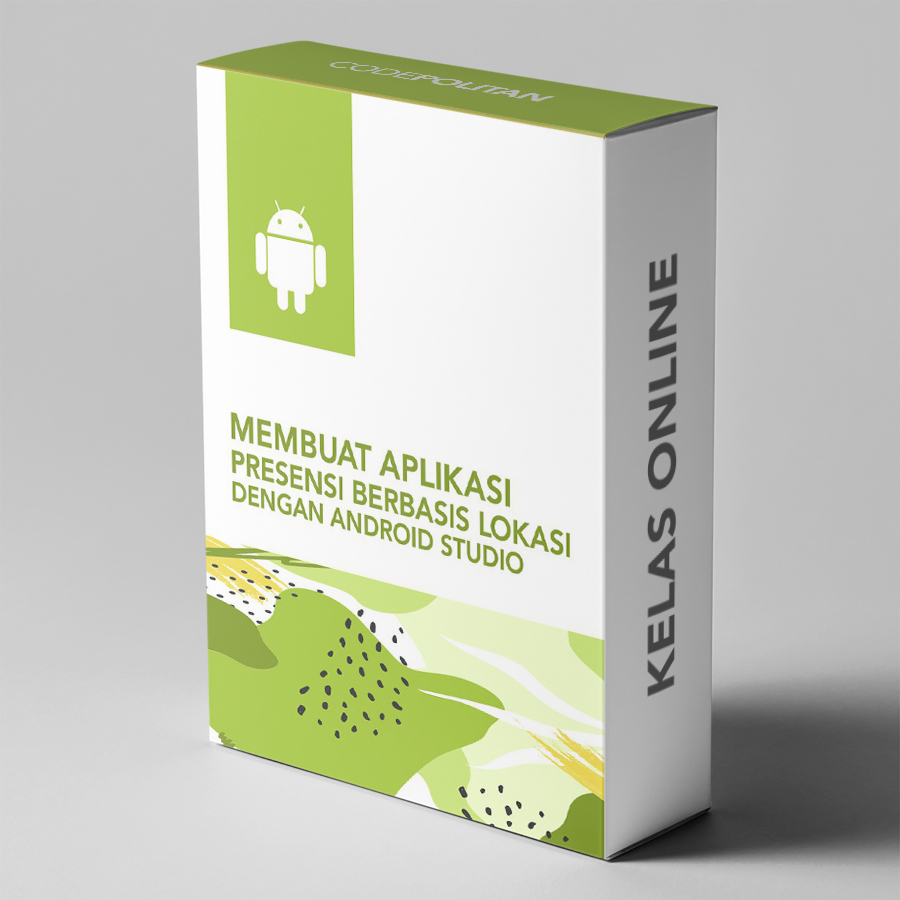 CODEPOLITAN
MEMBUAT APLIKASI
PRESENSI BERBASIS LOKASI
DENGAN ANDROID STUDIO
KELAS ONLINE